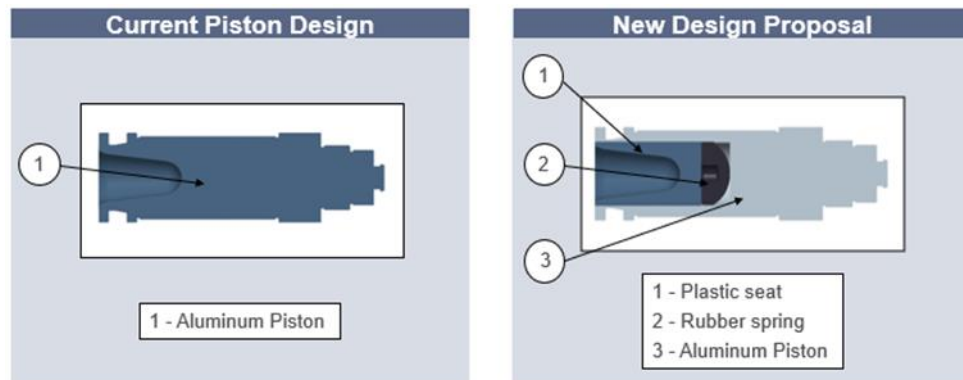 Current Piston Design
1
1 - Aluminum Piston
New Design Proposal
1
2
3
1 - Plastic seat
2 - Rubber spring
3 - Aluminum Piston